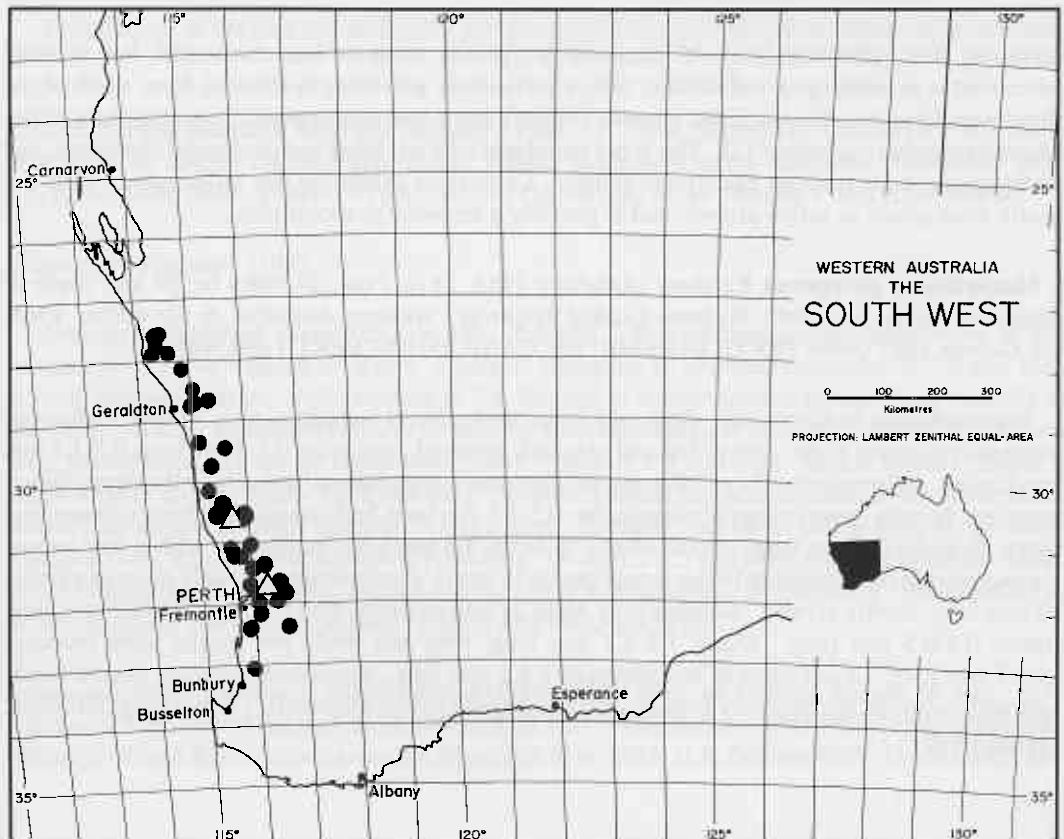 15° 120° 125° 130°
Carnarvon
25° 25°
WESTERN AUSTRALIA
THE
SOUTH WEST
0 100 200 300
Kilometres
PROJECTION: LAMBERT ZENITHAL EQUAL-AREA
Geraldton
30° 30°
PERTH
Fremantle
Bunbury
Busselton
Esperance
Albany
35° 35°
115° 120° 125° 130°